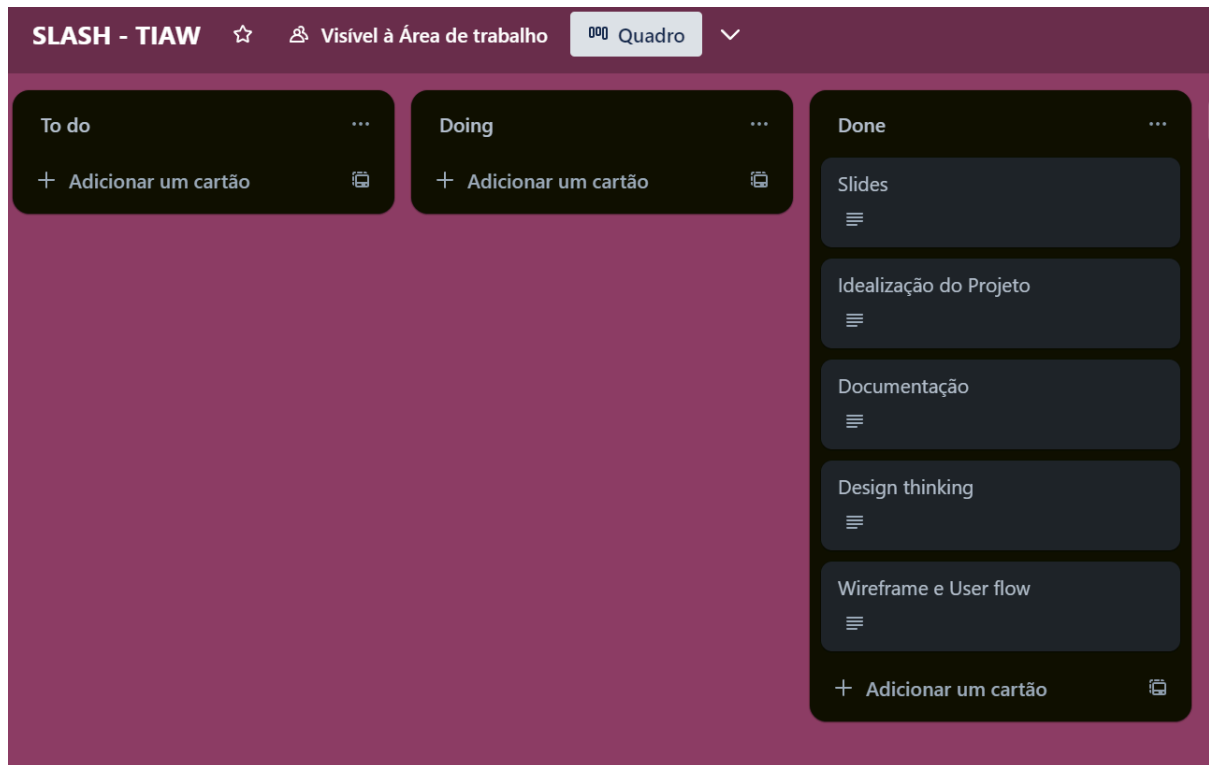 SLASH - TIAW
Visível à Área de trabalho
Quadro
To do
Adicionar um cartão
Doing
Adicionar um cartão
Done
Slides
Idealização do Projeto
Documentação
Design thinking
Wireframe e User flow
Adicionar um cartão